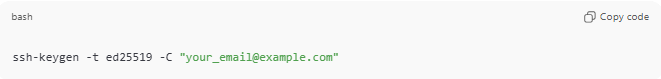 bash
Copy code
ssh-keygen -t ed25519 -C "your_email@example.com"